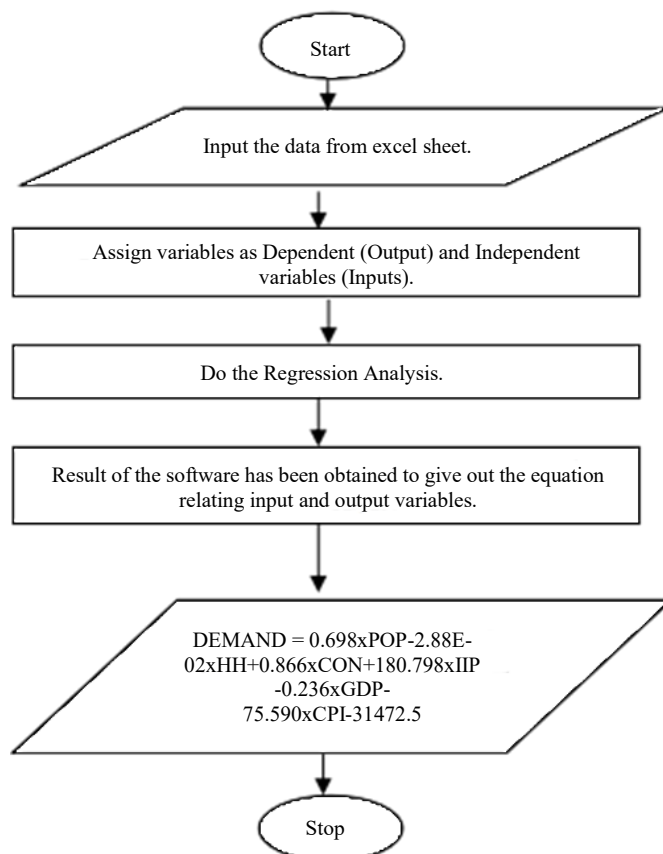 Start
Input the data from excel sheet.
Assign variables as Dependent (Output) and Independent
variables (Inputs).
Do the Regression Analysis.
Result of the software has been obtained to give out the equation
relating input and output variables.
DEMAND = 0.698xPOP-2.88E-
02xHH+0.866xCON+180.798xIIP
-0.236xGDP-
75.590xCPI-31472.5
Stop